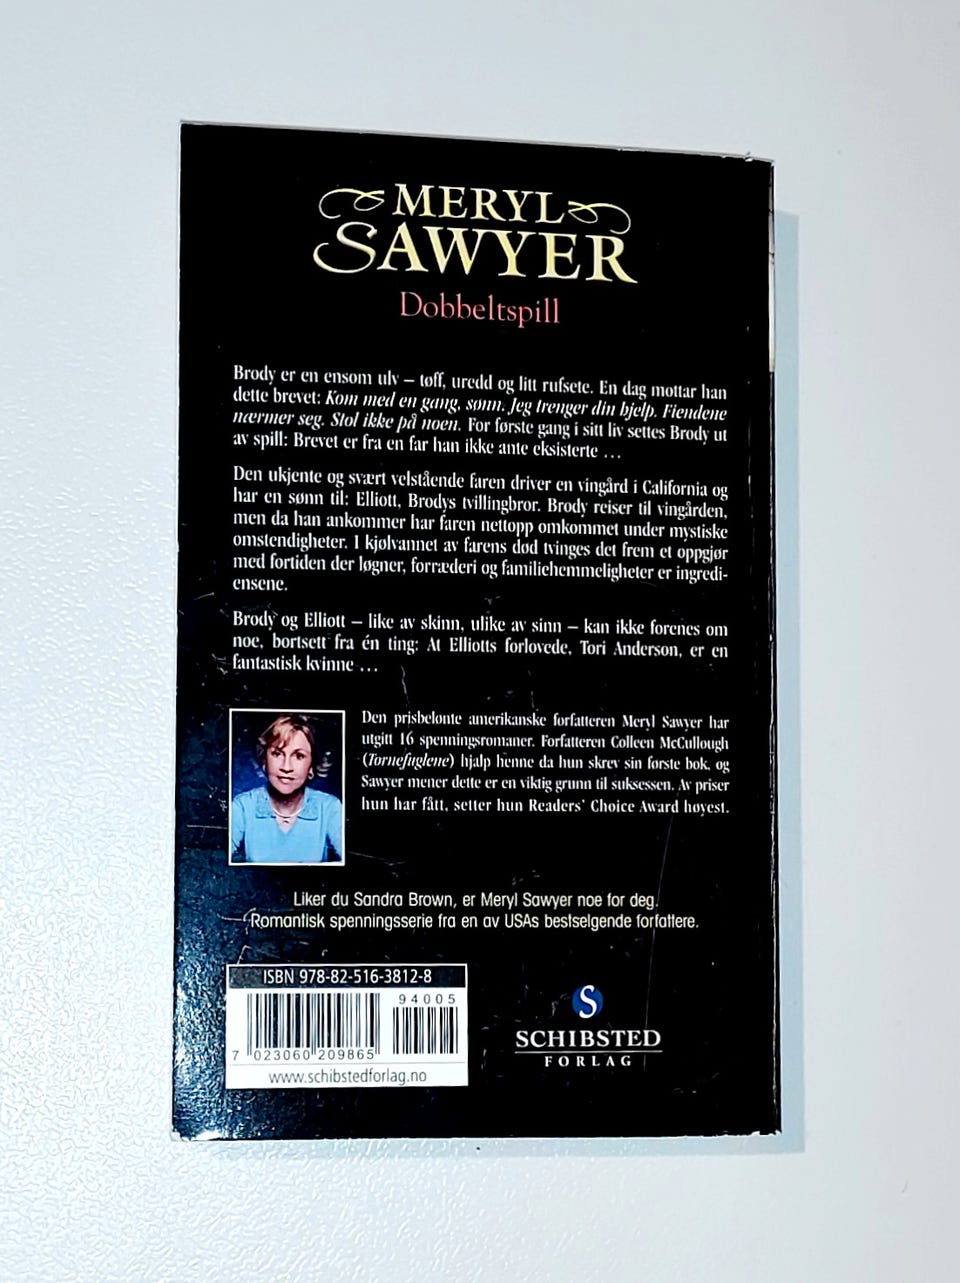 MERYL
SAWYER
Dobbeltspill
Brody er en ensom ulv – tøff, uredd og litt rufsete. En dag mottar han
dette brevet: Kom med en gang, sønn. Jeg trenger din hjelp. Fiendene
nærmer seg. Stol ikke på noen. For første gang i sitt liv settes Brody ut
av spill: Brevet er fra en far han ikke ante eksisterte ...
Den ukjente og svært velstående faren driver en vingård i California og
har en sønn til: Elliott, Brodys tvillingbror. Brody reiser til vingården,
men da han ankommer har faren nettopp omkommet under mystiske
omstendigheter. I kjølvannet av farens død tvinges det frem et oppgjør
med fortiden der løgner, forræderi og familiehemmeligheter er ingredi-
ensene.
Brody og Elliott – like av skinn, ulike av sinn – kan ikke forenes om
noe, bortsett fra én ting: At Elliotts forlovede, Tori Anderson, er en
fantastisk kvinne ...
Den prisbelønte amerikanske forfatteren Meryl Sawyer har
utgitt 16 spenningsromaner. Forfatteren Colleen McCullough
(Tornefuglene) hjalp henne da hun skrev sin første bok, og
Sawyer mener dette er en viktig grunn til suksessen. Av priser
hun har fått, setter hun Readers' Choice Award høyest.
Liker du Sandra Brown, er Meryl Sawyer noe for deg.
Romantisk spenningsserie fra en av USAs bestselgende forfattere.
ISBN 978-82-516-3812-8
94005
7 023060 209865
www.schibstedforlag.no
S
SCHIBSTED
FORLAG